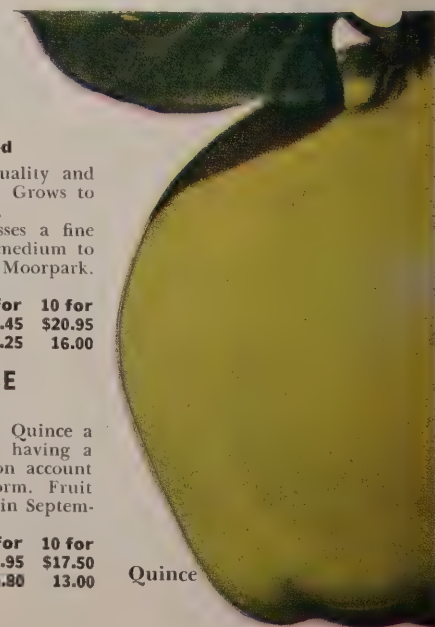 d
uality and
Grows to
sses a fine
medium to
Moorpark.
for 10 for
.45 $20.95
.25 16.00
E
Quince a
having a
on account
orm. Fruit
in Septem-
for 10 for
.95 $17.50
.80 13.00
Quince